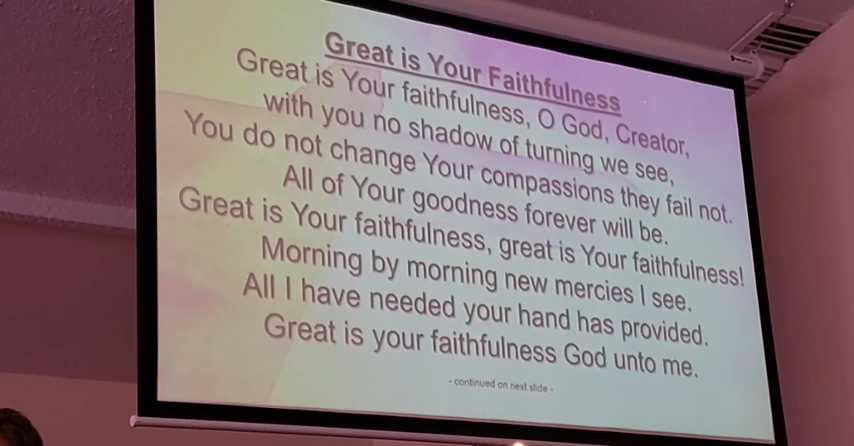 Great is Your Faithfulness
Great is Your faithfulness, O God, Creator,
with you no shadow of turning we see,
You do not change Your compassions they fail not.
All of Your goodness forever will be.
Great is Your faithfulness, great is Your faithfulness!
Morning by morning new mercies I see.
All I have needed your hand has provided.
Great is your faithfulness God unto me.
- continued on next slide -